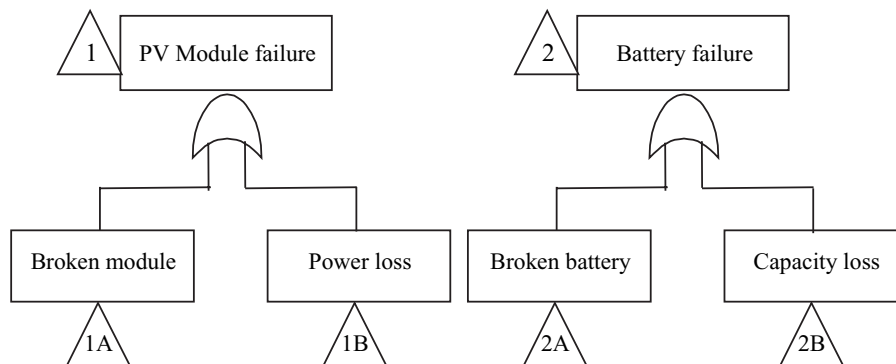 1
PV Module failure
2
Battery failure
Broken module
Power loss
Broken battery
Capacity loss
1A
1B
2A
2B